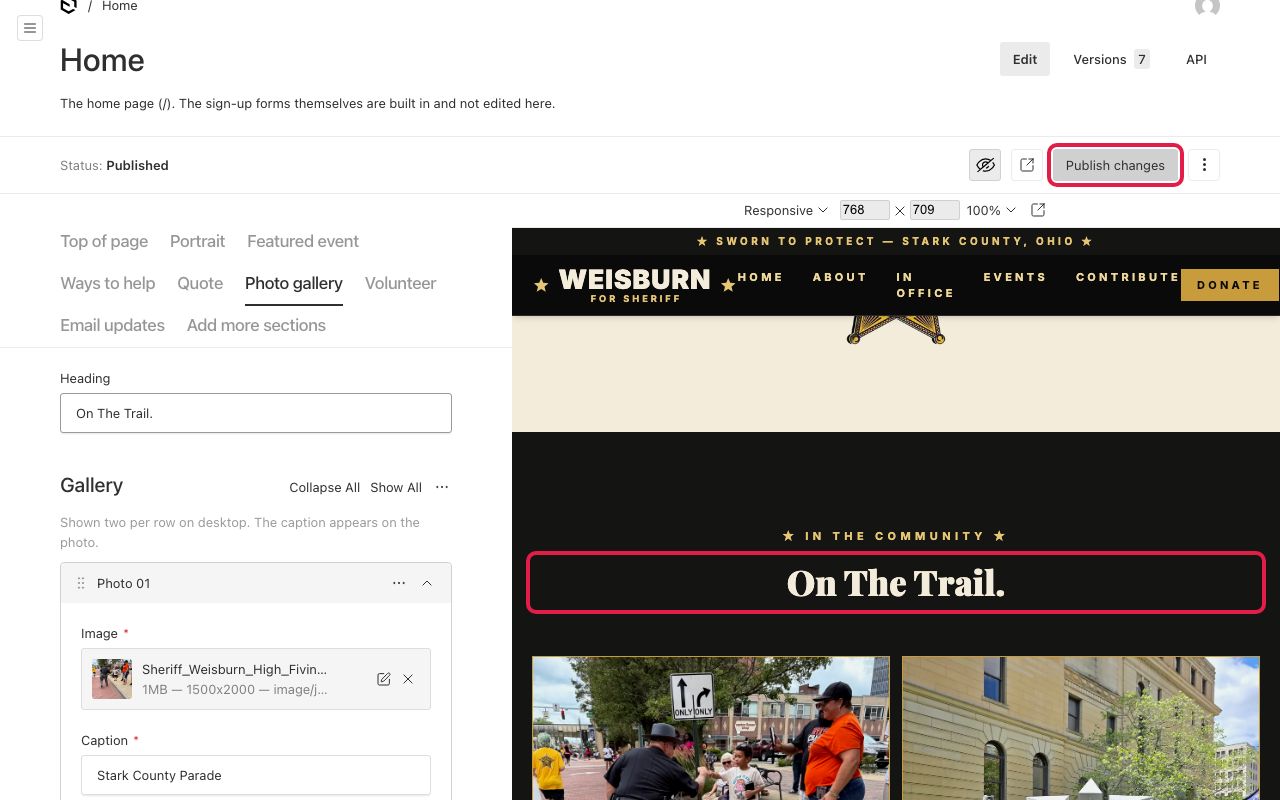 / Home
Home
Edit
Versions 7
API
The home page (/). The sign-up forms themselves are built in and not edited here.
Status: Published
Publish changes
Responsive 768 × 709 100%
Top of page Portrait Featured event
Ways to help Quote Photo gallery Volunteer
Email updates Add more sections
★ SWORN TO PROTECT — STARK COUNTY, OHIO ★
★ WEISBURN ★
FOR SHERIFF
HOME ABOUT IN OFFICE EVENTS CONTRIBUTE DONATE
Heading
On The Trail.
Gallery
Collapse All Show All ...
Shown two per row on desktop. The caption appears on the
photo.
Photo 01
Image *
Sheriff_Weisburn_High_Fivin...
1MB — 1500x2000 — image/j...
Caption *
Stark County Parade
★ IN THE COMMUNITY ★
On The Trail.
ONLY ONLY